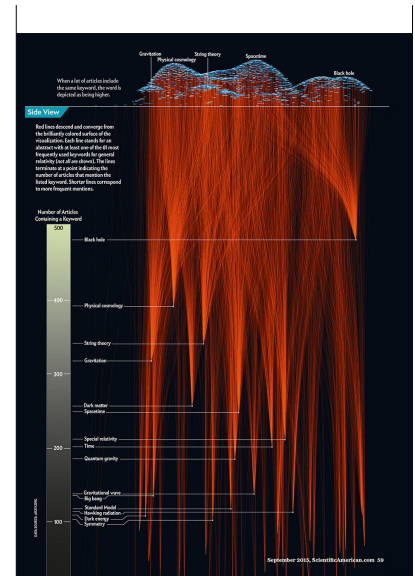 Gravitation
Physical cosmology
String theory
Spacetime
Black hole
When a lot of articles include
the same keyword, the word is
depicted as being higher.
Side View
Red lines descend and converge from
the brilliantly colored surface of the
visualization. Each line stands for an
abstract with at least one of the 61 most
frequently used keywords for general
relativity (not all are shown). The lines
terminate at a point indicating the
number of articles that mention the
listed keyword. Shorter lines correspond
to more frequent mentions.
Number of Articles
Containing a Keyword
500
Black hole
400
Physical cosmology
String theory
Gravitation
300
Dark matter
Spacetime
Special relativity
200
Time
Quantum gravity
Gravitational wave
Big bang
Standard Model
Hawking radiation
Dark energy
100
Symmetry
September 2015, ScientificAmerican.com 59